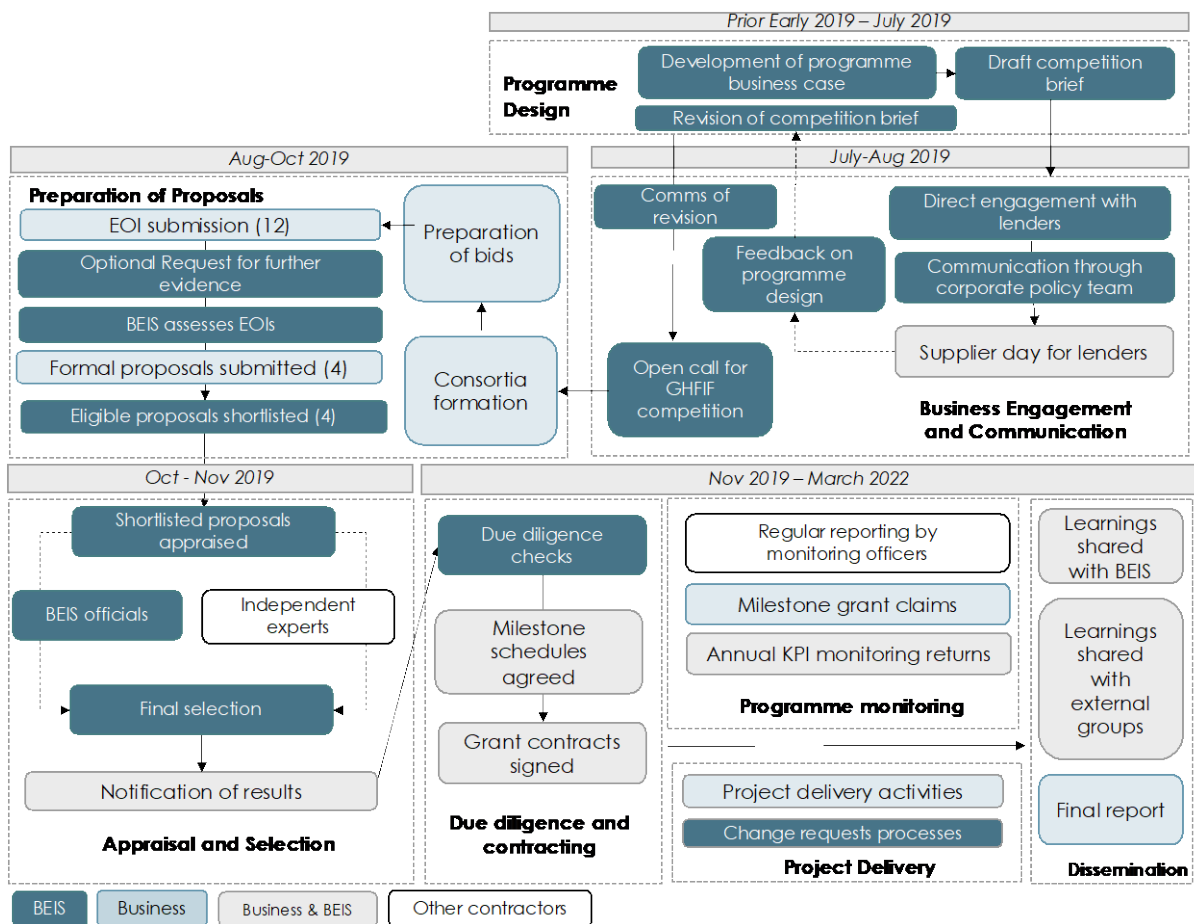 Prior Early 2019 – July 2019
Programme
Design
Development of programme
business case
Draft competition
brief
Revision of competition brief
Aug-Oct 2019
Preparation of Proposals
EOI submission (12)
Optional Request for further
evidence
BEIS assesses EOIs
Formal proposals submitted (4)
Eligible proposals shortlisted (4)
Preparation
of bids
Consortia
formation
July-Aug 2019
Comms of
revision
Feedback on
programme
design
Open call for
GHFIF
competition
Direct engagement with
lenders
Communication through
corporate policy team
Supplier day for lenders
Business Engagement
and Communication
Oct - Nov 2019
Shortlisted proposals
appraised
BEIS officials
Independent
experts
Final selection
Notification of results
Appraisal and Selection
Nov 2019 – March 2022
Due diligence
checks
Milestone
schedules
agreed
Grant contracts
signed
Due diligence and
contracting
Regular reporting by
monitoring officers
Milestone grant claims
Annual KPI monitoring returns
Programme monitoring
Project delivery activities
Change requests processes
Project Delivery
Learnings
shared
with BEIS
Learnings
shared
with
external
groups
Final report
Dissemination
BEIS
Business
Business & BEIS
Other contractors